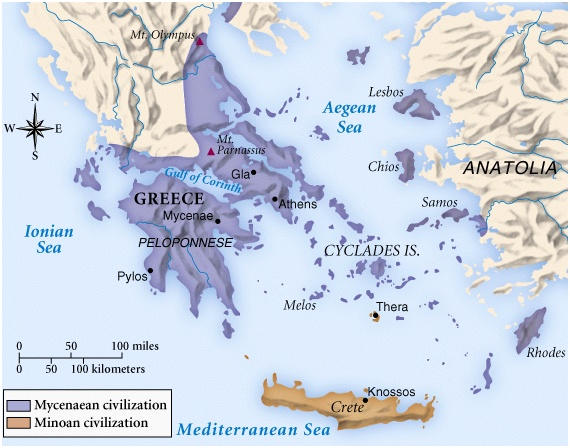 Mt. Olympus
Lesbos
Aegean
Sea
N
W
E
S
Mt.
Parnassus
Chios
ANATOLIA
Gla
Gulf of Corinth
GREECE
Athens
Samos
Mycenae
Ionian
Sea
PELOPONNESE
CYCLADES IS.
Pylos
Melos
Thera
Rhodes
0 50 100 miles
0 50 100 kilometers
Knossos
Crete
Mycenaean civilization
Minoan civilization
Mediterranean Sea